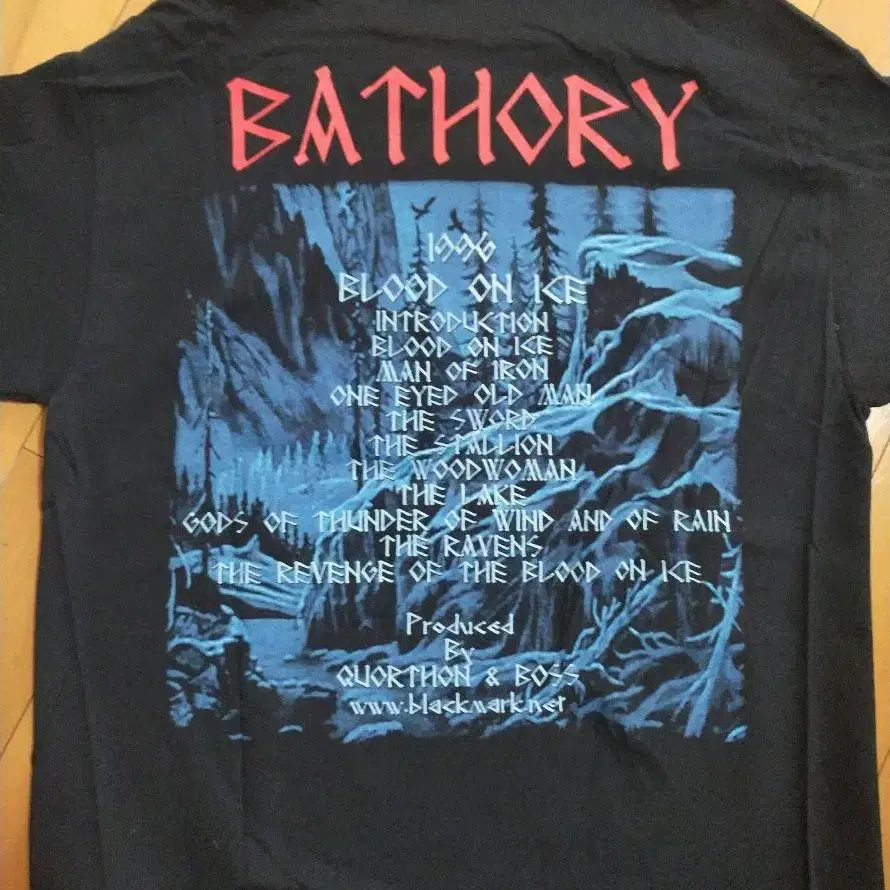 BATHORY
1996
BLOOD ON ICE
INTRODUCTION
BLOOD ON ICE
MAN OF IRON
ONE EYED OLD MAN
THE SWORD
THE STALLION
THE WOODWOMAN
THE LAKE
GODS OF THUNDER OF WIND AND OF RAIN
THE RAVENS
THE REVENGE OF THE BLOOD ON ICE
Produced
By
QUORTHON & BOSS
www.blackmark.net